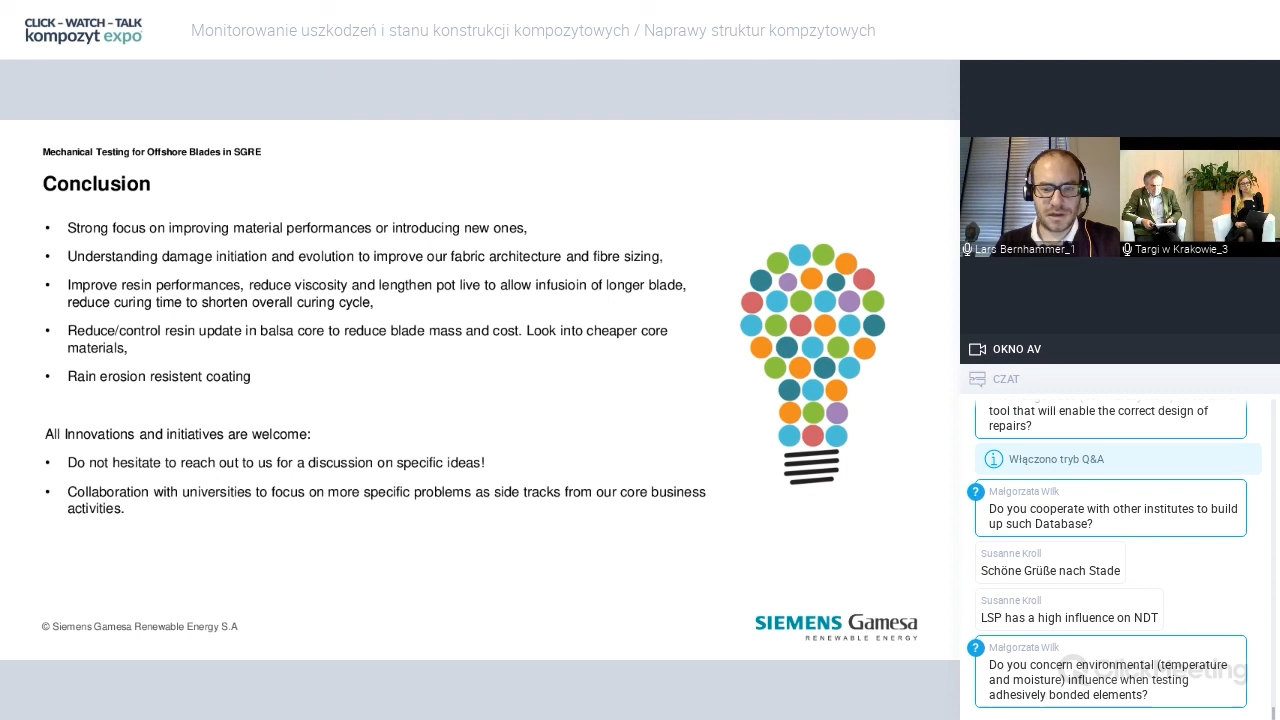 CLICK – WATCH – TALK
kompozyt expo
Monitorowanie uszkodzeń i stanu konstrukcji kompozytowych / Naprawy struktur kompzytowych
Mechanical Testing for Offshore Blades in SGRE
Conclusion
• Strong focus on improving material performances or introducing new ones,
• Understanding damage initiation and evolution to improve our fabric architecture and fibre sizing,
• Improve resin performances, reduce viscosity and lengthen pot live to allow infusioin of longer blade,
reduce curing time to shorten overall curing cycle,
• Reduce/control resin update in balsa core to reduce blade mass and cost. Look into cheaper core
materials,
• Rain erosion resistent coating
All Innovations and initiatives are welcome:
• Do not hesitate to reach out to us for a discussion on specific ideas!
• Collaboration with universities to focus on more specific problems as side tracks from our core business
activities.
© Siemens Gamesa Renewable Energy S.A
SIEMENS Gamesa
RENEWABLE ENERGY
Lars Bernhammer_1
Targi w Krakowie_3
OKNO AV
CZAT
tool that will enable the correct design of
repairs?
Włączono tryb Q&A
?
Małgorzata Wilk
Do you cooperate with other institutes to build
up such Database?
Susanne Kroll
Schöne Grüße nach Stade
Susanne Kroll
LSP has a high influence on NDT
?
Małgorzata Wilk
Do you concern environmental (temperature
and moisture) influence when testing
adhesively bonded elements?
ClickMeeting